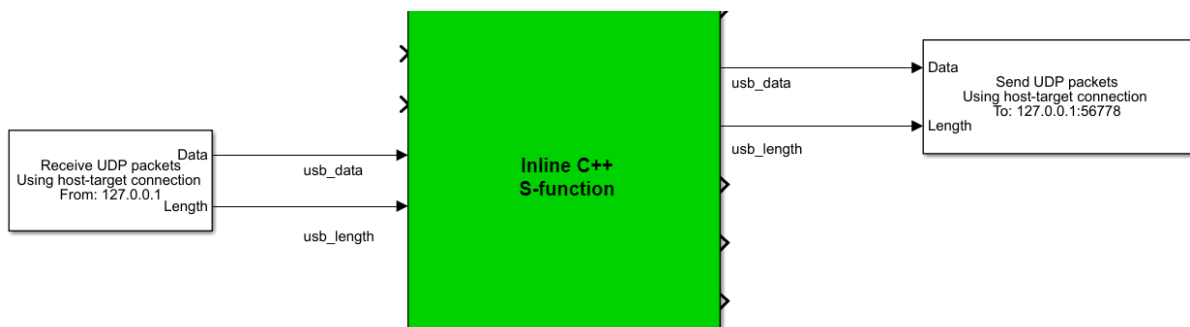 Receive UDP packets
Using host-target connection
From: 127.0.0.1
Data
Length
usb_data
usb_length
Inline C++
S-function
usb_data
usb_length
Data
Length
Send UDP packets
Using host-target connection
To: 127.0.0.1:56778